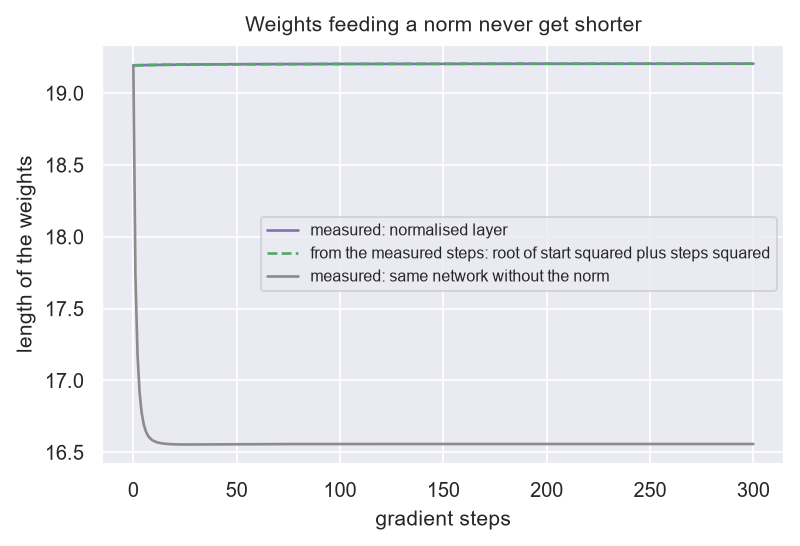 Weights feeding a norm never get shorter
length of the weights
19.0
18.5
18.0
17.5
17.0
16.5
measured: normalised layer
from the measured steps: root of start squared plus steps squared
measured: same network without the norm
0
50
100
150
200
250
300
gradient steps